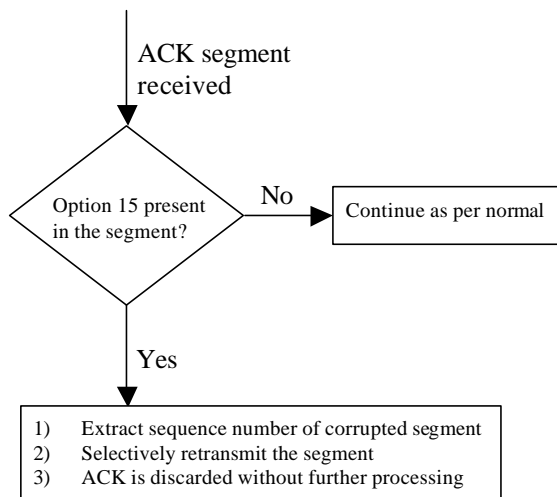 ACK segment
received
Option 15 present
in the segment?
No
Continue as per normal
Yes
1) Extract sequence number of corrupted segment
2) Selectively retransmit the segment
3) ACK is discarded without further processing